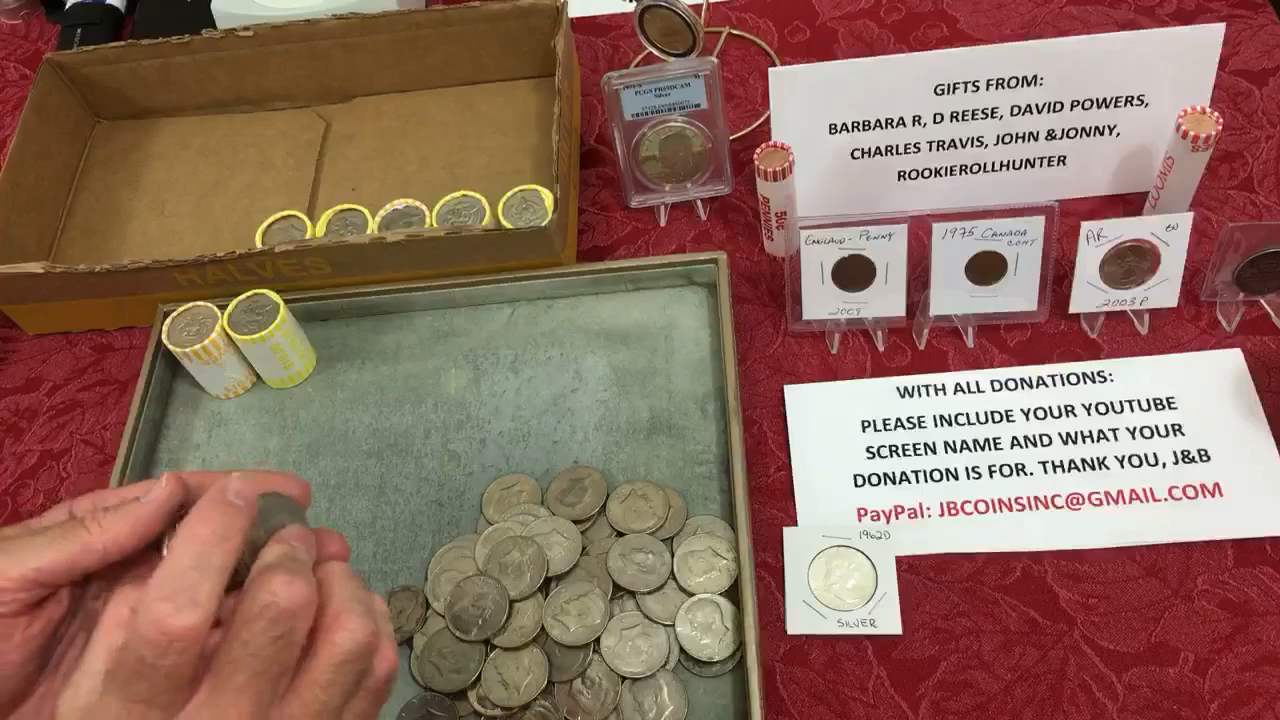 HALVES
1971-S
PCGS PR69DCAM
Silver
GIFTS FROM:
BARBARA R, D REESE, DAVID POWERS,
CHARLES TRAVIS, JOHN &JONNY,
ROOKIEROLLHUNTER
50¢
PENNIES
LOOMIS
ENGLAND - PENNY
2009
1975 CANADA
CENT
AR
2003 P
WITH ALL DONATIONS:
PLEASE INCLUDE YOUR YOUTUBE
SCREEN NAME AND WHAT YOUR
DONATION IS FOR. THANK YOU, J&B
PayPal: JBCOINSINC@GMAIL.COM
1962D
SILVER